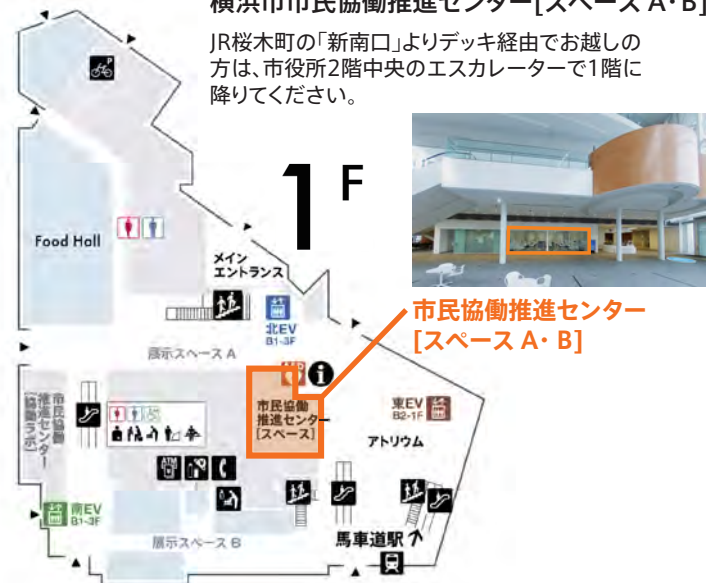 横浜市市民協働推進センター[スペース A・B]
JR桜木町の「新南口」よりデッキ経由でお越しの
方は、市役所2階中央のエスカレーターで1階に
降りてください。
1F
Food Hall
メイン
エントランス
北EV
B1-3F
展示スペース A
市民協働推進センター
[スペース A・ B]
市民協働
推進センター
[スペース]
東EV
B2-1F
アトリウム
市民協働
推進センター
[協働ラボ]
ATM
南EV
B1-3F
展示スペース B
馬車道駅